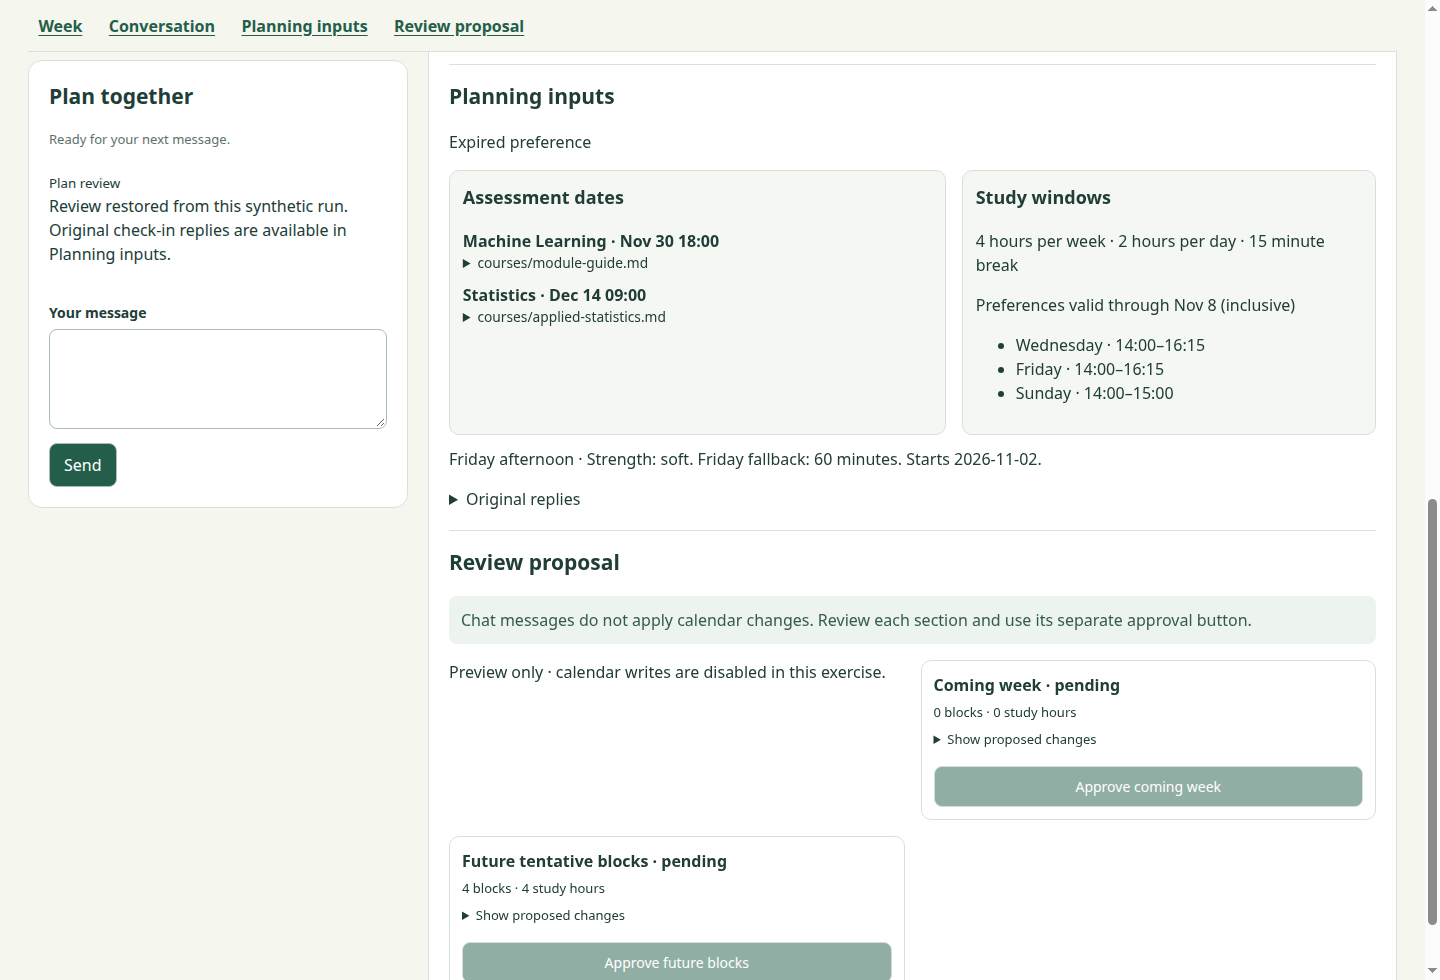 Week Conversation Planning inputs Review proposal
Plan together
Ready for your next message.
Plan review
Review restored from this synthetic run.
Original check-in replies are available in
Planning inputs.
Your message
Send
Planning inputs
Expired preference
Assessment dates
Machine Learning · Nov 30 18:00
courses/module-guide.md
Statistics · Dec 14 09:00
courses/applied-statistics.md
Study windows
4 hours per week · 2 hours per day · 15 minute
break
Preferences valid through Nov 8 (inclusive)
Wednesday · 14:00–16:15
Friday · 14:00–16:15
Sunday · 14:00–15:00
Friday afternoon · Strength: soft. Friday fallback: 60 minutes. Starts 2026-11-02.
Original replies
Review proposal
Chat messages do not apply calendar changes. Review each section and use its separate approval button.
Preview only · calendar writes are disabled in this exercise.
Coming week · pending
0 blocks · 0 study hours
Show proposed changes
Approve coming week
Future tentative blocks · pending
4 blocks · 4 study hours
Show proposed changes
Approve future blocks